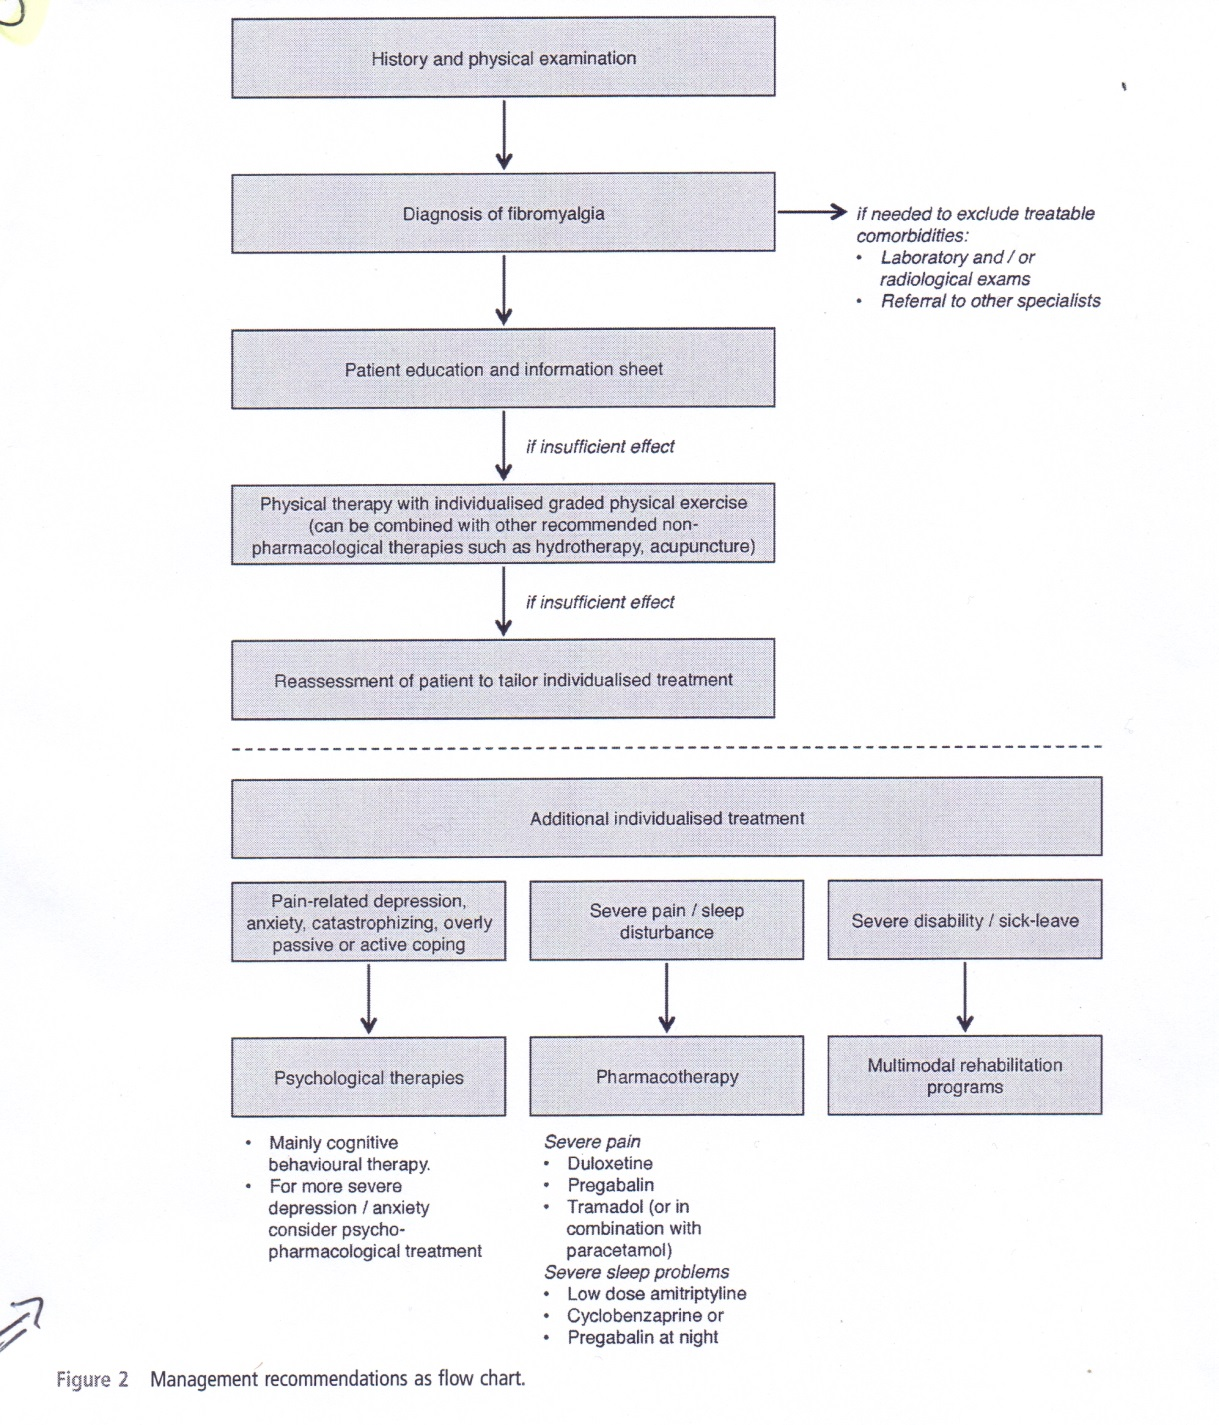 History and physical examination
Diagnosis of fibromyalgia
if needed to exclude treatable
comorbidities:
• Laboratory and / or
radiological exams
• Referral to other specialists
Patient education and information sheet
if insufficient effect
Physical therapy with individualised graded physical exercise
(can be combined with other recommended non-
pharmacological therapies such as hydrotherapy, acupuncture)
if insufficient effect
Reassessment of patient to tailor individualised treatment
Additional individualised treatment
Pain-related depression,
anxiety, catastrophizing, overly
passive or active coping
Severe pain / sleep
disturbance
Severe disability / sick-leave
Psychological therapies
Pharmacotherapy
Multimodal rehabilitation
programs
• Mainly cognitive
behavioural therapy.
• For more severe
depression / anxiety
consider psycho-
pharmacological treatment
Severe pain
• Duloxetine
• Pregabalin
• Tramadol (or in
combination with
paracetamol)
Severe sleep problems
• Low dose amitriptyline
• Cyclobenzaprine or
• Pregabalin at night
Figure 2 Management recommendations as flow chart.